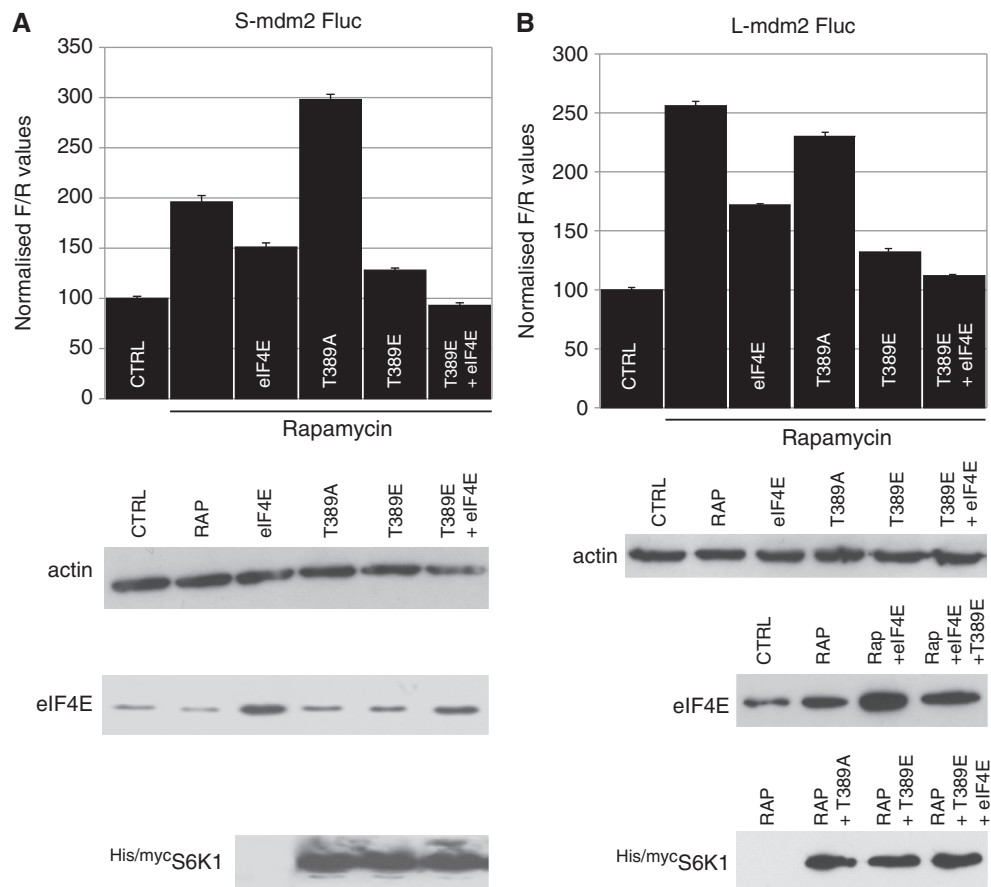 A
S-mdm2 Fluc
Normalised F/R values
350
300
250
200
150
100
50
0
CTRL
eIF4E
T389A
T389E
T389E
+ eIF4E
Rapamycin
CTRL
RAP
eIF4E
T389A
T389E
T389E
+ eIF4E
actin
eIF4E
His/mycS6K1
B
L-mdm2 Fluc
Normalised F/R values
300
250
200
150
100
50
0
CTRL
eIF4E
T389A
T389E
T389E
+ eIF4E
Rapamycin
CTRL
RAP
eIF4E
T389A
T389E
T389E
+ eIF4E
actin
CTRL
RAP
Rap
+eIF4E
Rap
+eIF4E
+T389E
eIF4E
RAP
RAP
+ T389A
RAP
+ T389E
RAP
+ T389E
+ eIF4E
His/mycS6K1